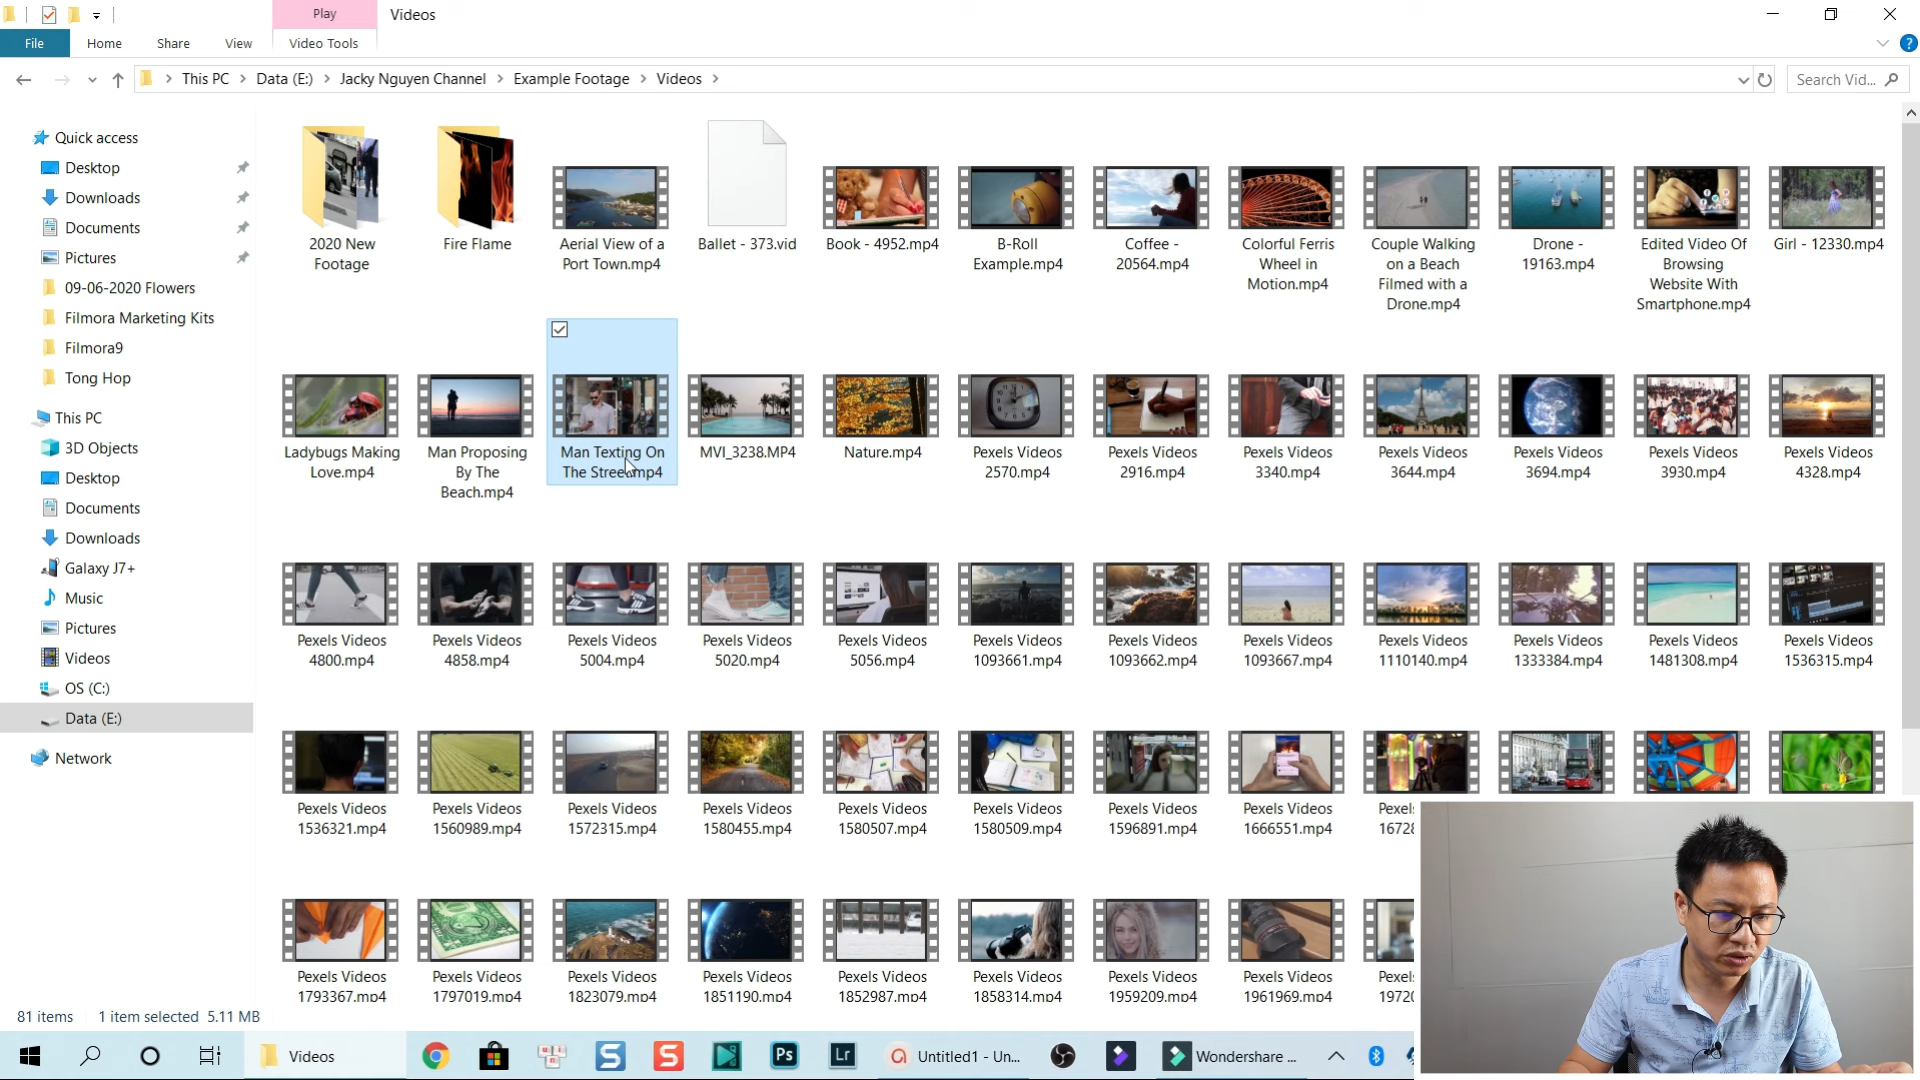 Play
Videos
File
Home
Share
View
Video Tools
This PC
Data (E:)
Jacky Nguyen Channel
Example Footage
Videos
Search Vid...
Quick access
Desktop
Downloads
Documents
Pictures
09-06-2020 Flowers
Filmora Marketing Kits
Filmora9
Tong Hop
This PC
3D Objects
Desktop
Documents
Downloads
Galaxy J7+
Music
Pictures
Videos
OS (C:)
Data (E:)
Network
2020 New
Footage
Fire Flame
Aerial View of a
Port Town.mp4
Ballet - 373.vid
Book - 4952.mp4
B-Roll
Example.mp4
Coffee -
20564.mp4
Colorful Ferris
Wheel in
Motion.mp4
Couple Walking
on a Beach
Filmed with a
Drone.mp4
Drone -
19163.mp4
Edited Video Of
Browsing
Website With
Smartphone.mp4
Girl - 12330.mp4
Ladybugs Making
Love.mp4
Man Proposing
By The
Beach.mp4
Man Texting On
The Street.mp4
MVI_3238.MP4
Nature.mp4
Pexels Videos
2570.mp4
Pexels Videos
2916.mp4
Pexels Videos
3340.mp4
Pexels Videos
3644.mp4
Pexels Videos
3694.mp4
Pexels Videos
3930.mp4
Pexels Videos
4328.mp4
Pexels Videos
4800.mp4
Pexels Videos
4858.mp4
Pexels Videos
5004.mp4
Pexels Videos
5020.mp4
Pexels Videos
5056.mp4
Pexels Videos
1093661.mp4
Pexels Videos
1093662.mp4
Pexels Videos
1093667.mp4
Pexels Videos
1110140.mp4
Pexels Videos
1333384.mp4
Pexels Videos
1481308.mp4
Pexels Videos
1536315.mp4
Pexels Videos
1536321.mp4
Pexels Videos
1560989.mp4
Pexels Videos
1572315.mp4
Pexels Videos
1580455.mp4
Pexels Videos
1580507.mp4
Pexels Videos
1580509.mp4
Pexels Videos
1596891.mp4
Pexels Videos
1666551.mp4
Pexels
1672
Pexels Videos
1793367.mp4
Pexels Videos
1797019.mp4
Pexels Videos
1823079.mp4
Pexels Videos
1851190.mp4
Pexels Videos
1852987.mp4
Pexels Videos
1858314.mp4
Pexels Videos
1959209.mp4
Pexels Videos
1961969.mp4
Pexels
1972
81 items
1 item selected 5.11 MB
Videos
Ps
Lr
Untitled1 - Un...
Wondershare ...